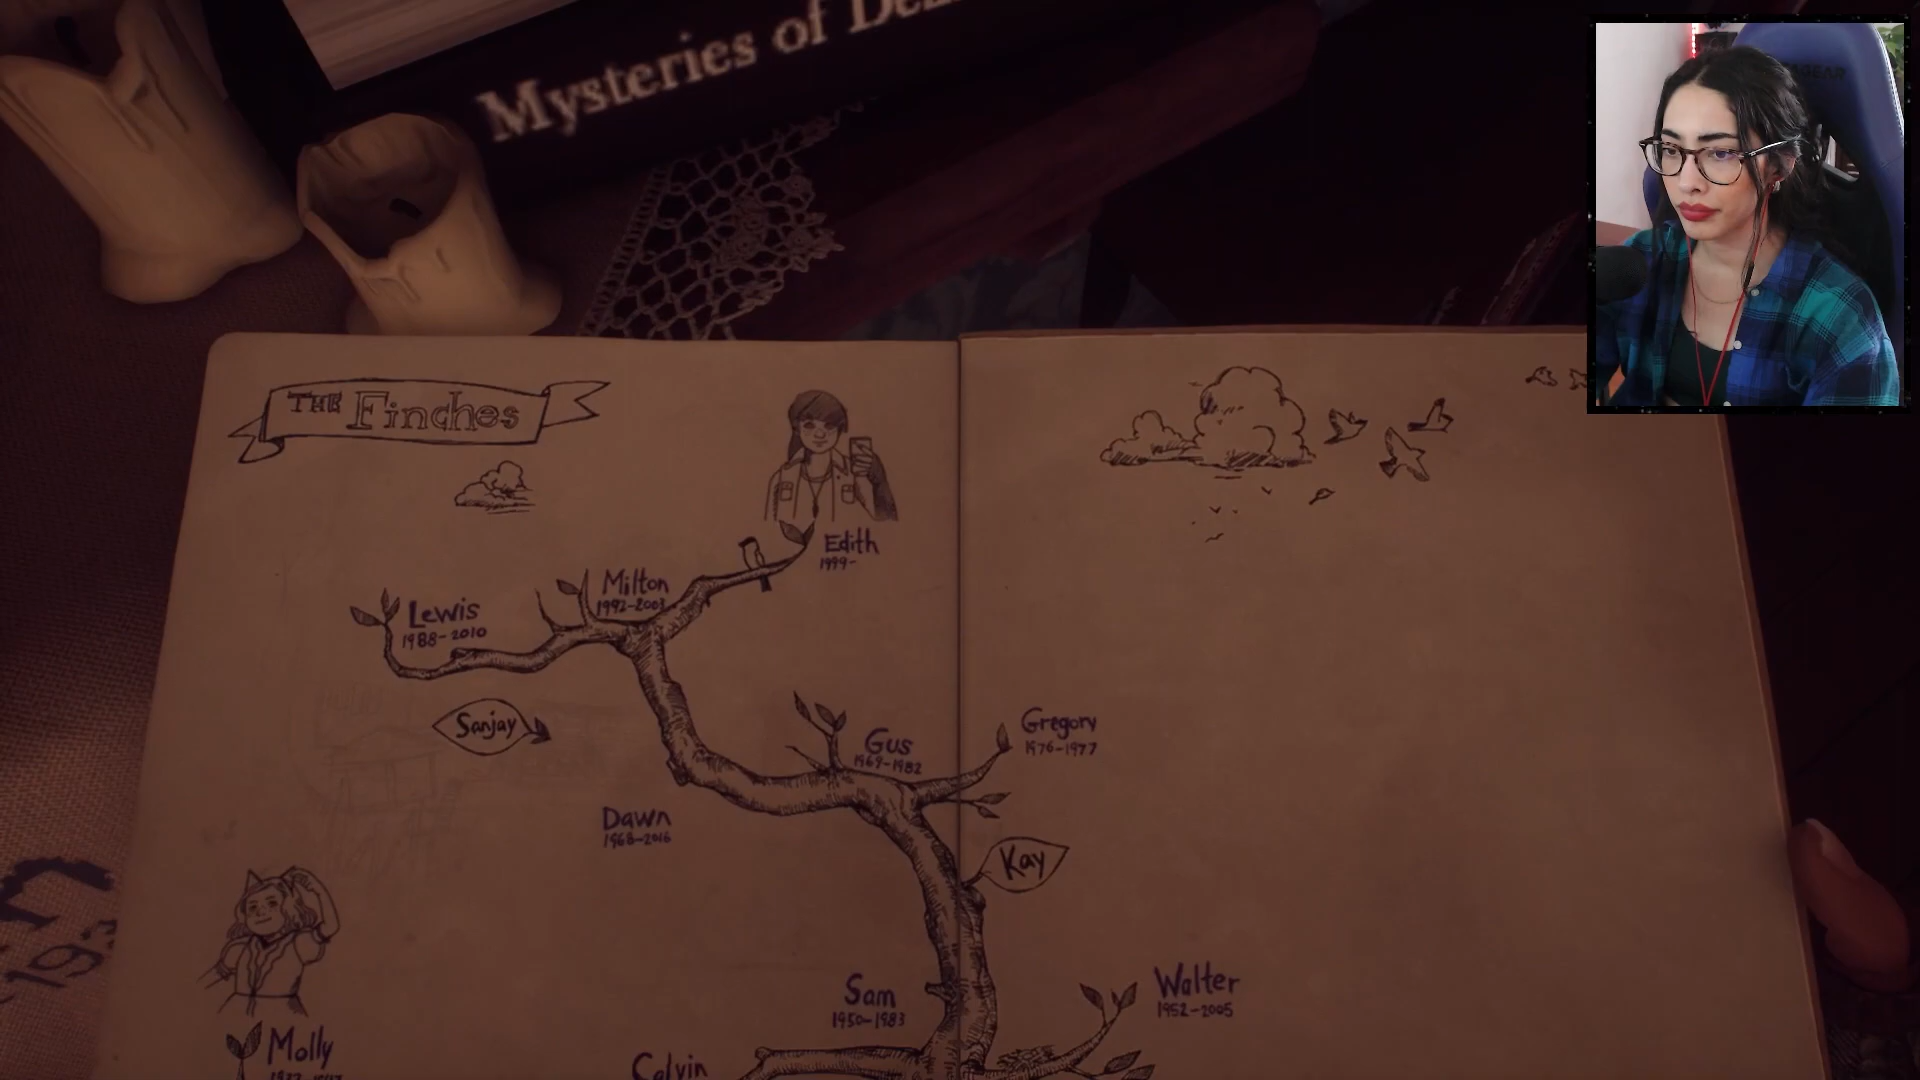 Mysteries of
THE Finches
Edith
1999-
Milton
1992-2003
Lewis
1988-2010
Sanjay
Gregory
1976-1977
Gus
1969-1982
Dawn
1968-2016
Kay
Sam
1950-1983
Walter
1952-2005
Molly
Calvin